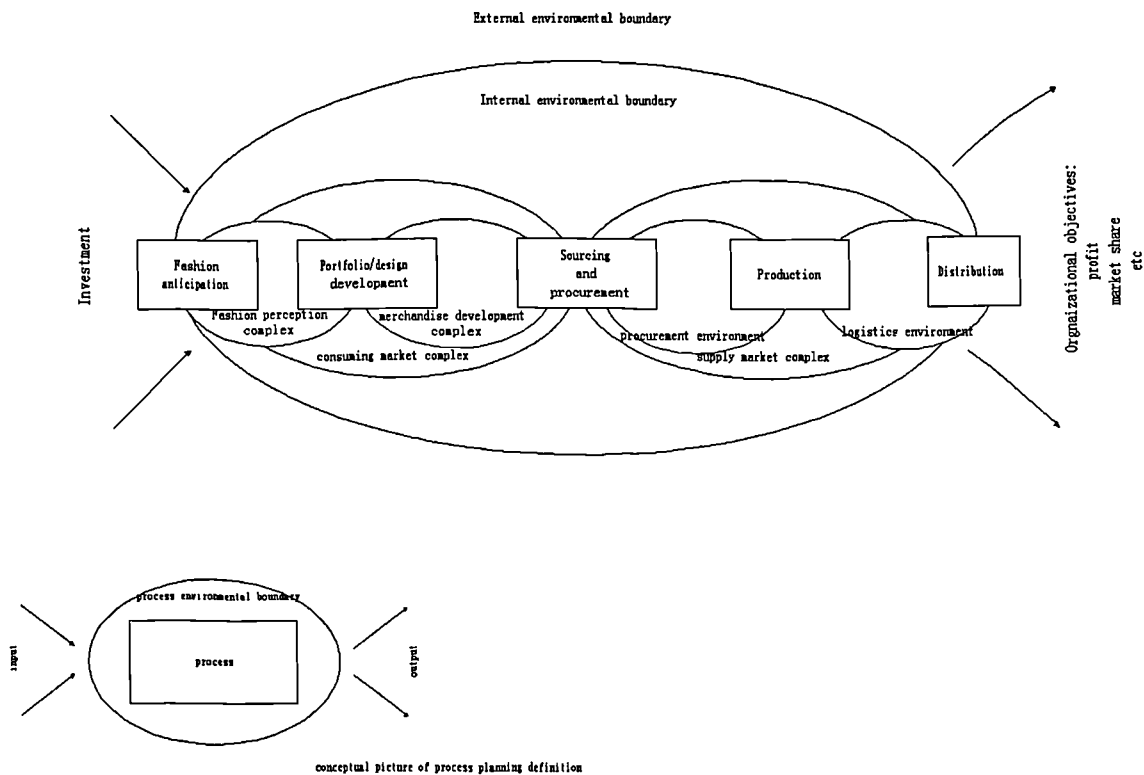 External environmental boundary
Internal environmental boundary
Investment
Fashion
anticipation
Portfolio/design
development
Sourcing
and
procurement
Production
Distribution
Fashion perception
complex
merchandise development
complex
consuming market complex
procurement environment
supply market complex
logistics environment
Orgnaizational objectives:
profit
market share
etc
process environmental boundary
input
process
output
conceptual picture of process planning definition